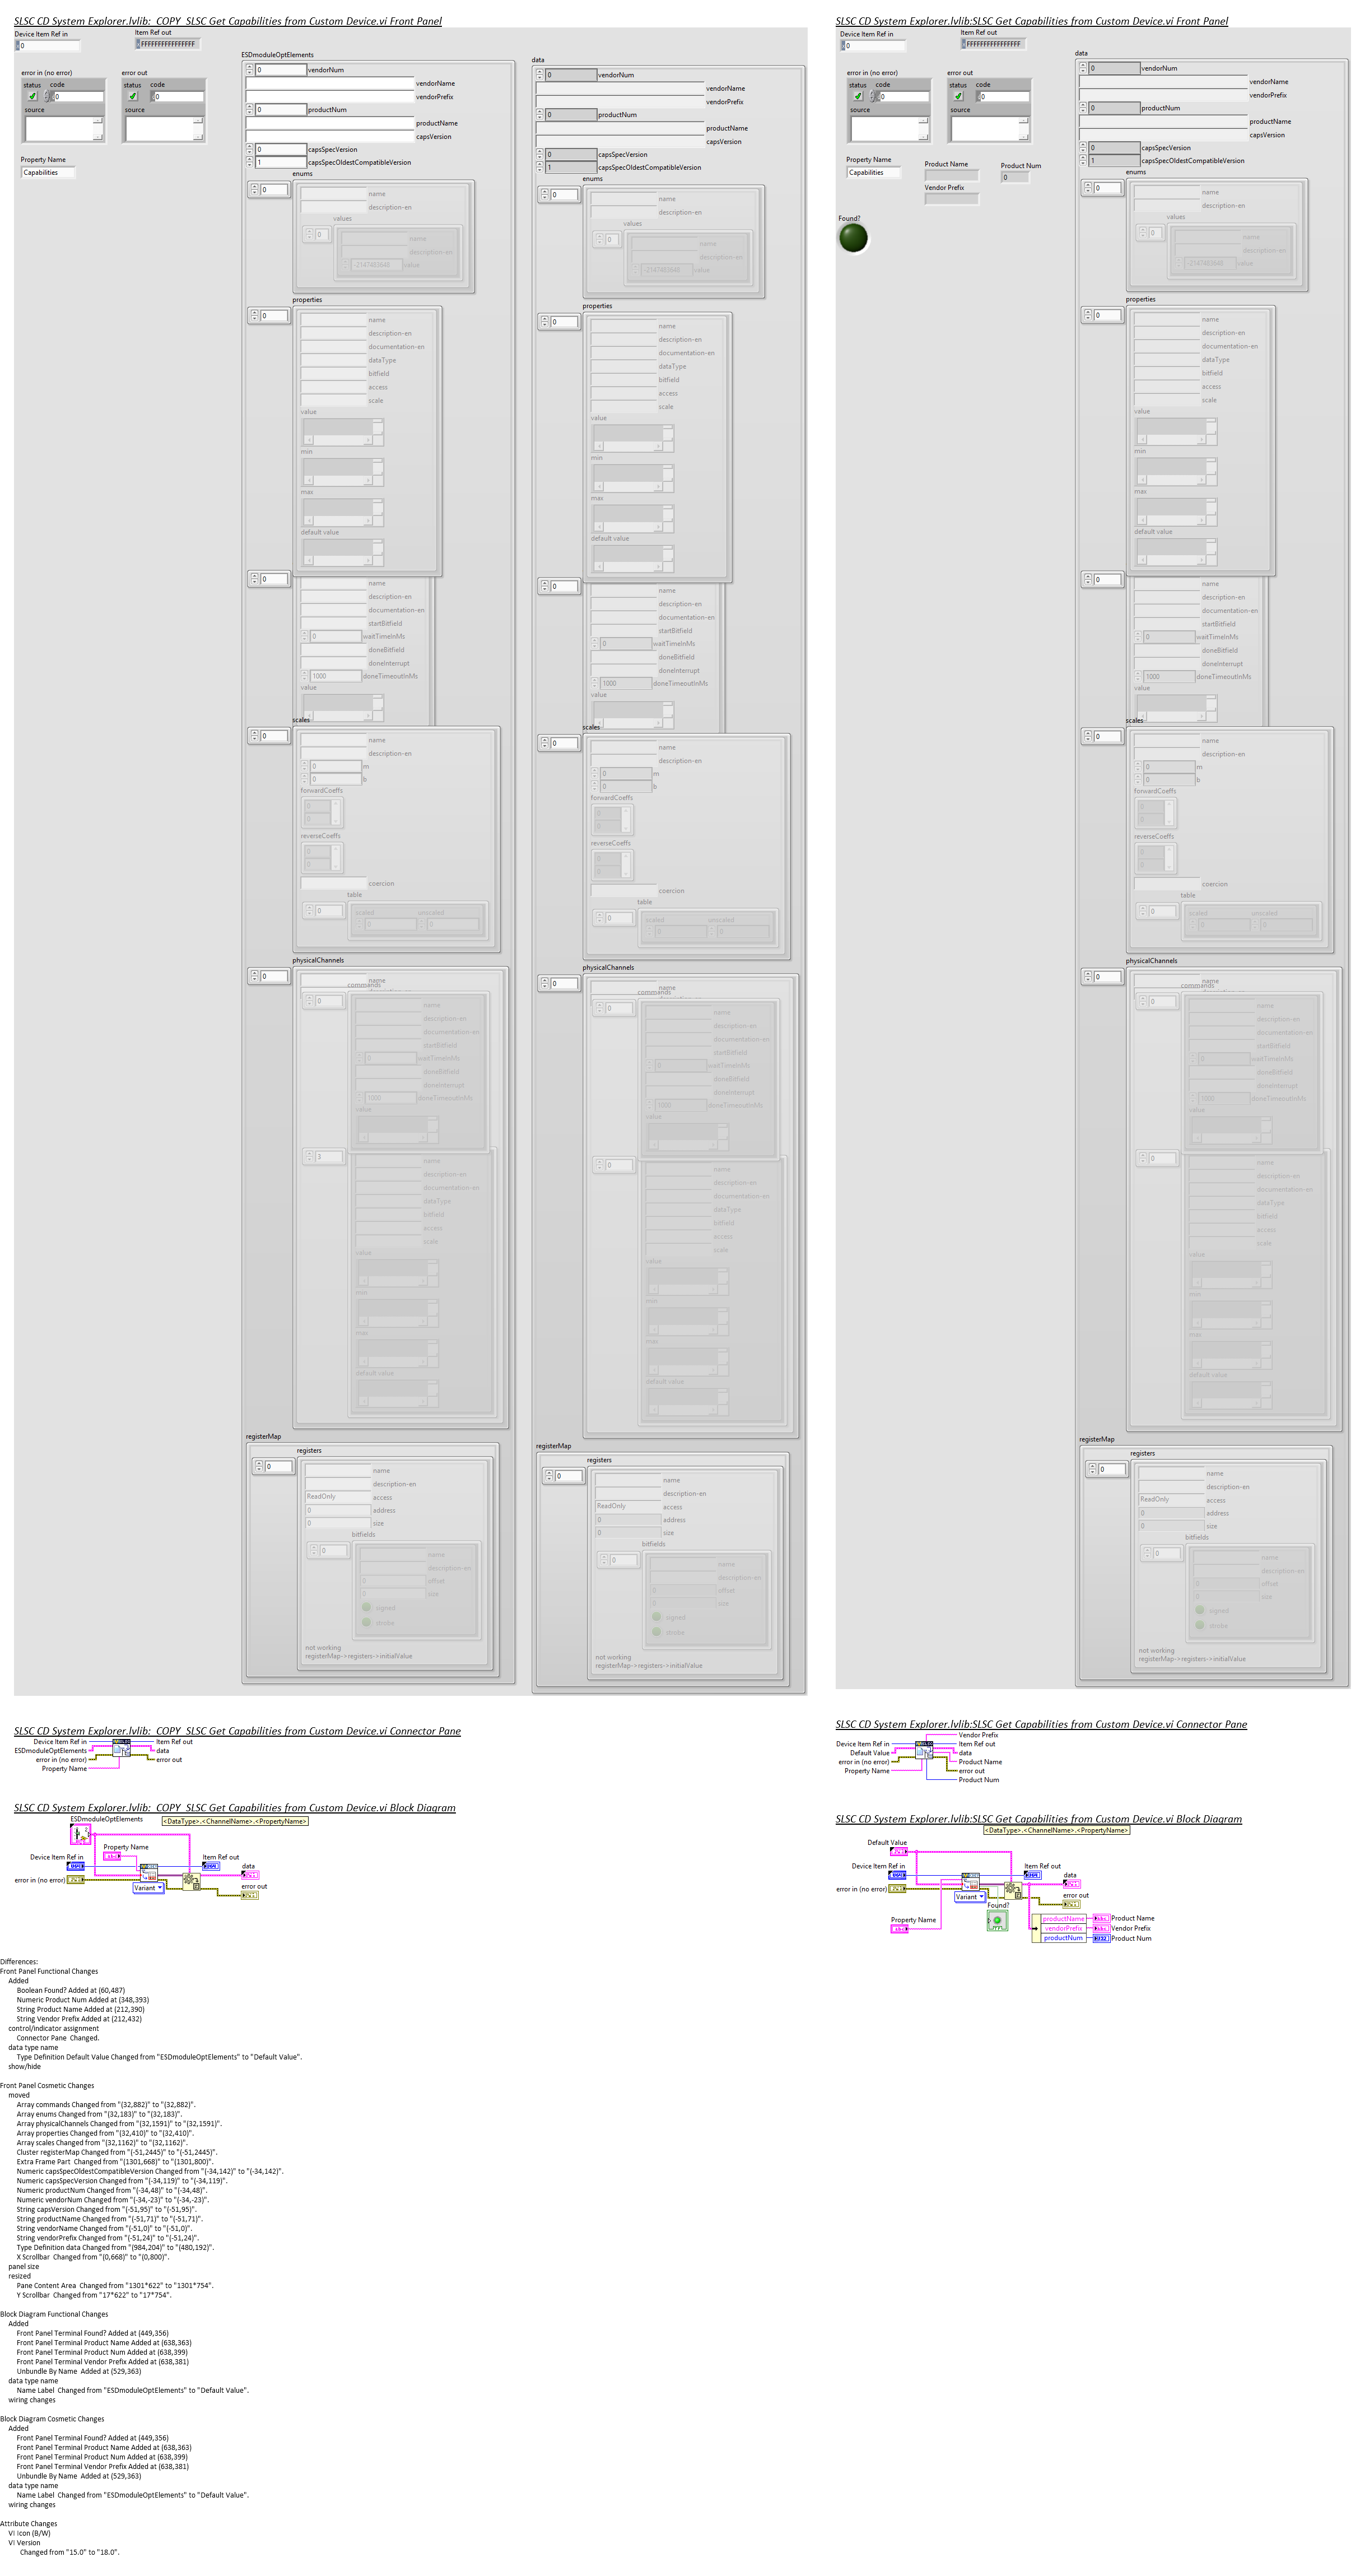 SLSC CD System Explorer.lvlib:_COPY_SLSC Get Capabilities from Custom Device.vi Front Panel
Device Item Ref in
0
Item Ref out
FFFFFFFFFFFFFFFF
error in (no error)
status code
0
source
error out
status code
0
source
Property Name
Capabilities
ESDmoduleOptElements
0 vendorNum
vendorName
vendorPrefix
0 productNum
productName
capsVersion
0 capsSpecVersion
1 capsSpecOldestCompatibleVersion
enums
0
name
description-en
values
0
name
description-en
-2147483648 value
properties
0
name
description-en
documentation-en
dataType
bitfield
access
scale
value
min
max
default value
0
name
description-en
documentation-en
startBitfield
0 waitTimeInMs
doneBitfield
doneInterrupt
1000 doneTimeoutInMs
value
scales
0
name
description-en
0 m
0 b
forwardCoeffs
0
0
reverseCoeffs
0
0
coercion
table
0
scaled unscaled
0 0
physicalChannels
0
name
commands
0
name
description-en
documentation-en
startBitfield
0 waitTimeInMs
doneBitfield
doneInterrupt
1000 doneTimeoutInMs
value
3
name
description-en
documentation-en
dataType
bitfield
access
scale
value
min
max
default value
registerMap
registers
0
name
description-en
ReadOnly access
0 address
0 size
bitfields
0
name
description-en
0 offset
0 size
signed
strobe
not working
registerMap->registers->initialValue
data
0 vendorNum
vendorName
vendorPrefix
0 productNum
productName
capsVersion
0 capsSpecVersion
1 capsSpecOldestCompatibleVersion
enums
0
name
description-en
values
0
name
description-en
-2147483648 value
properties
0
name
description-en
documentation-en
dataType
bitfield
access
scale
value
min
max
default value
0
name
description-en
documentation-en
startBitfield
0 waitTimeInMs
doneBitfield
doneInterrupt
1000 doneTimeoutInMs
value
scales
0
name
description-en
0 m
0 b
forwardCoeffs
0
0
reverseCoeffs
0
0
coercion
table
0
scaled unscaled
0 0
physicalChannels
0
name
commands
0
name
description-en
documentation-en
startBitfield
0 waitTimeInMs
doneBitfield
doneInterrupt
1000 doneTimeoutInMs
value
0
name
description-en
documentation-en
dataType
bitfield
access
scale
value
min
max
default value
registerMap
registers
0
name
description-en
ReadOnly access
0 address
0 size
bitfields
0
name
description-en
0 offset
0 size
signed
strobe
not working
registerMap->registers->initialValue
SLSC CD System Explorer.lvlib:SLSC Get Capabilities from Custom Device.vi Front Panel
Device Item Ref in
0
Item Ref out
FFFFFFFFFFFFFFFF
error in (no error)
status code
0
source
error out
status code
0
source
Property Name
Capabilities
Product Name
Product Num
0
Vendor Prefix
Found?
data
0 vendorNum
vendorName
vendorPrefix
0 productNum
productName
capsVersion
0 capsSpecVersion
1 capsSpecOldestCompatibleVersion
enums
0
name
description-en
values
0
name
description-en
-2147483648 value
properties
0
name
description-en
documentation-en
dataType
bitfield
access
scale
value
min
max
default value
0
name
description-en
documentation-en
startBitfield
0 waitTimeInMs
doneBitfield
doneInterrupt
1000 doneTimeoutInMs
value
scales
0
name
description-en
0 m
0 b
forwardCoeffs
0
0
reverseCoeffs
0
0
coercion
table
0
scaled unscaled
0 0
physicalChannels
0
name
commands
0
name
description-en
documentation-en
startBitfield
0 waitTimeInMs
doneBitfield
doneInterrupt
1000 doneTimeoutInMs
value
0
name
description-en
documentation-en
dataType
bitfield
access
scale
value
min
max
default value
registerMap
registers
0
name
description-en
ReadOnly access
0 address
0 size
bitfields
0
name
description-en
0 offset
0 size
signed
strobe
not working
registerMap->registers->initialValue
SLSC CD System Explorer.lvlib:_COPY_SLSC Get Capabilities from Custom Device.vi Connector Pane
Device Item Ref in
ESDmoduleOptElements
error in (no error)
Property Name
Item Ref out
data
error out
SLSC CD System Explorer.lvlib:SLSC Get Capabilities from Custom Device.vi Connector Pane
Device Item Ref in
Default Value
error in (no error)
Property Name
Vendor Prefix
Item Ref out
data
Product Name
error out
Product Num
SLSC CD System Explorer.lvlib:_COPY_SLSC Get Capabilities from Custom Device.vi Block Diagram
ESDmoduleOptElements
<DataType>.<ChannelName>.<PropertyName>
Property Name
Device Item Ref in
Item Ref out
error in (no error)
Variant
data
error out
SLSC CD System Explorer.lvlib:SLSC Get Capabilities from Custom Device.vi Block Diagram
<DataType>.<ChannelName>.<PropertyName>
Default Value
Device Item Ref in
Item Ref out
error in (no error)
Variant
data
error out
Found?
Property Name
productName Product Name
vendorPrefix Vendor Prefix
productNum Product Num
Differences:
Front Panel Functional Changes
Added
Boolean Found? Added at (60,487)
Numeric Product Num Added at (348,393)
String Product Name Added at (212,390)
String Vendor Prefix Added at (212,432)
control/indicator assignment
Connector Pane Changed.
data type name
Type Definition Default Value Changed from "ESDmoduleOptElements" to "Default Value".
show/hide
Front Panel Cosmetic Changes
moved
Array commands Changed from "(32,882)" to "(32,882)".
Array enums Changed from "(32,183)" to "(32,183)".
Array physicalChannels Changed from "(32,1591)" to "(32,1591)".
Array properties Changed from "(32,410)" to "(32,410)".
Array scales Changed from "(32,1162)" to "(32,1162)".
Cluster registerMap Changed from "(-51,2445)" to "(-51,2445)".
Extra Frame Part Changed from "(1301,668)" to "(1301,800)".
Numeric capsSpecOldestCompatibleVersion Changed from "(-34,142)" to "(-34,142)".
Numeric capsSpecVersion Changed from "(-34,119)" to "(-34,119)".
Numeric productNum Changed from "(-34,48)" to "(-34,48)".
Numeric vendorNum Changed from "(-34,-23)" to "(-34,-23)".
String capsVersion Changed from "(-51,95)" to "(-51,95)".
String productName Changed from "(-51,71)" to "(-51,71)".
String vendorName Changed from "(-51,0)" to "(-51,0)".
String vendorPrefix Changed from "(-51,24)" to "(-51,24)".
Type Definition data Changed from "(984,204)" to "(480,192)".
X Scrollbar Changed from "(0,668)" to "(0,800)".
panel size
resized
Pane Content Area Changed from "1301*622" to "1301*754".
Y Scrollbar Changed from "17*622" to "17*754".
Block Diagram Functional Changes
Added
Front Panel Terminal Found? Added at (449,356)
Front Panel Terminal Product Name Added at (638,363)
Front Panel Terminal Product Num Added at (638,399)
Front Panel Terminal Vendor Prefix Added at (638,381)
Unbundle By Name Added at (529,363)
data type name
Name Label Changed from "ESDmoduleOptElements" to "Default Value".
wiring changes
Block Diagram Cosmetic Changes
Added
Front Panel Terminal Found? Added at (449,356)
Front Panel Terminal Product Name Added at (638,363)
Front Panel Terminal Product Num Added at (638,399)
Front Panel Terminal Vendor Prefix Added at (638,381)
Unbundle By Name Added at (529,363)
data type name
Name Label Changed from "ESDmoduleOptElements" to "Default Value".
wiring changes
Attribute Changes
VI Icon (B/W)
VI Version
Changed from "15.0" to "18.0".